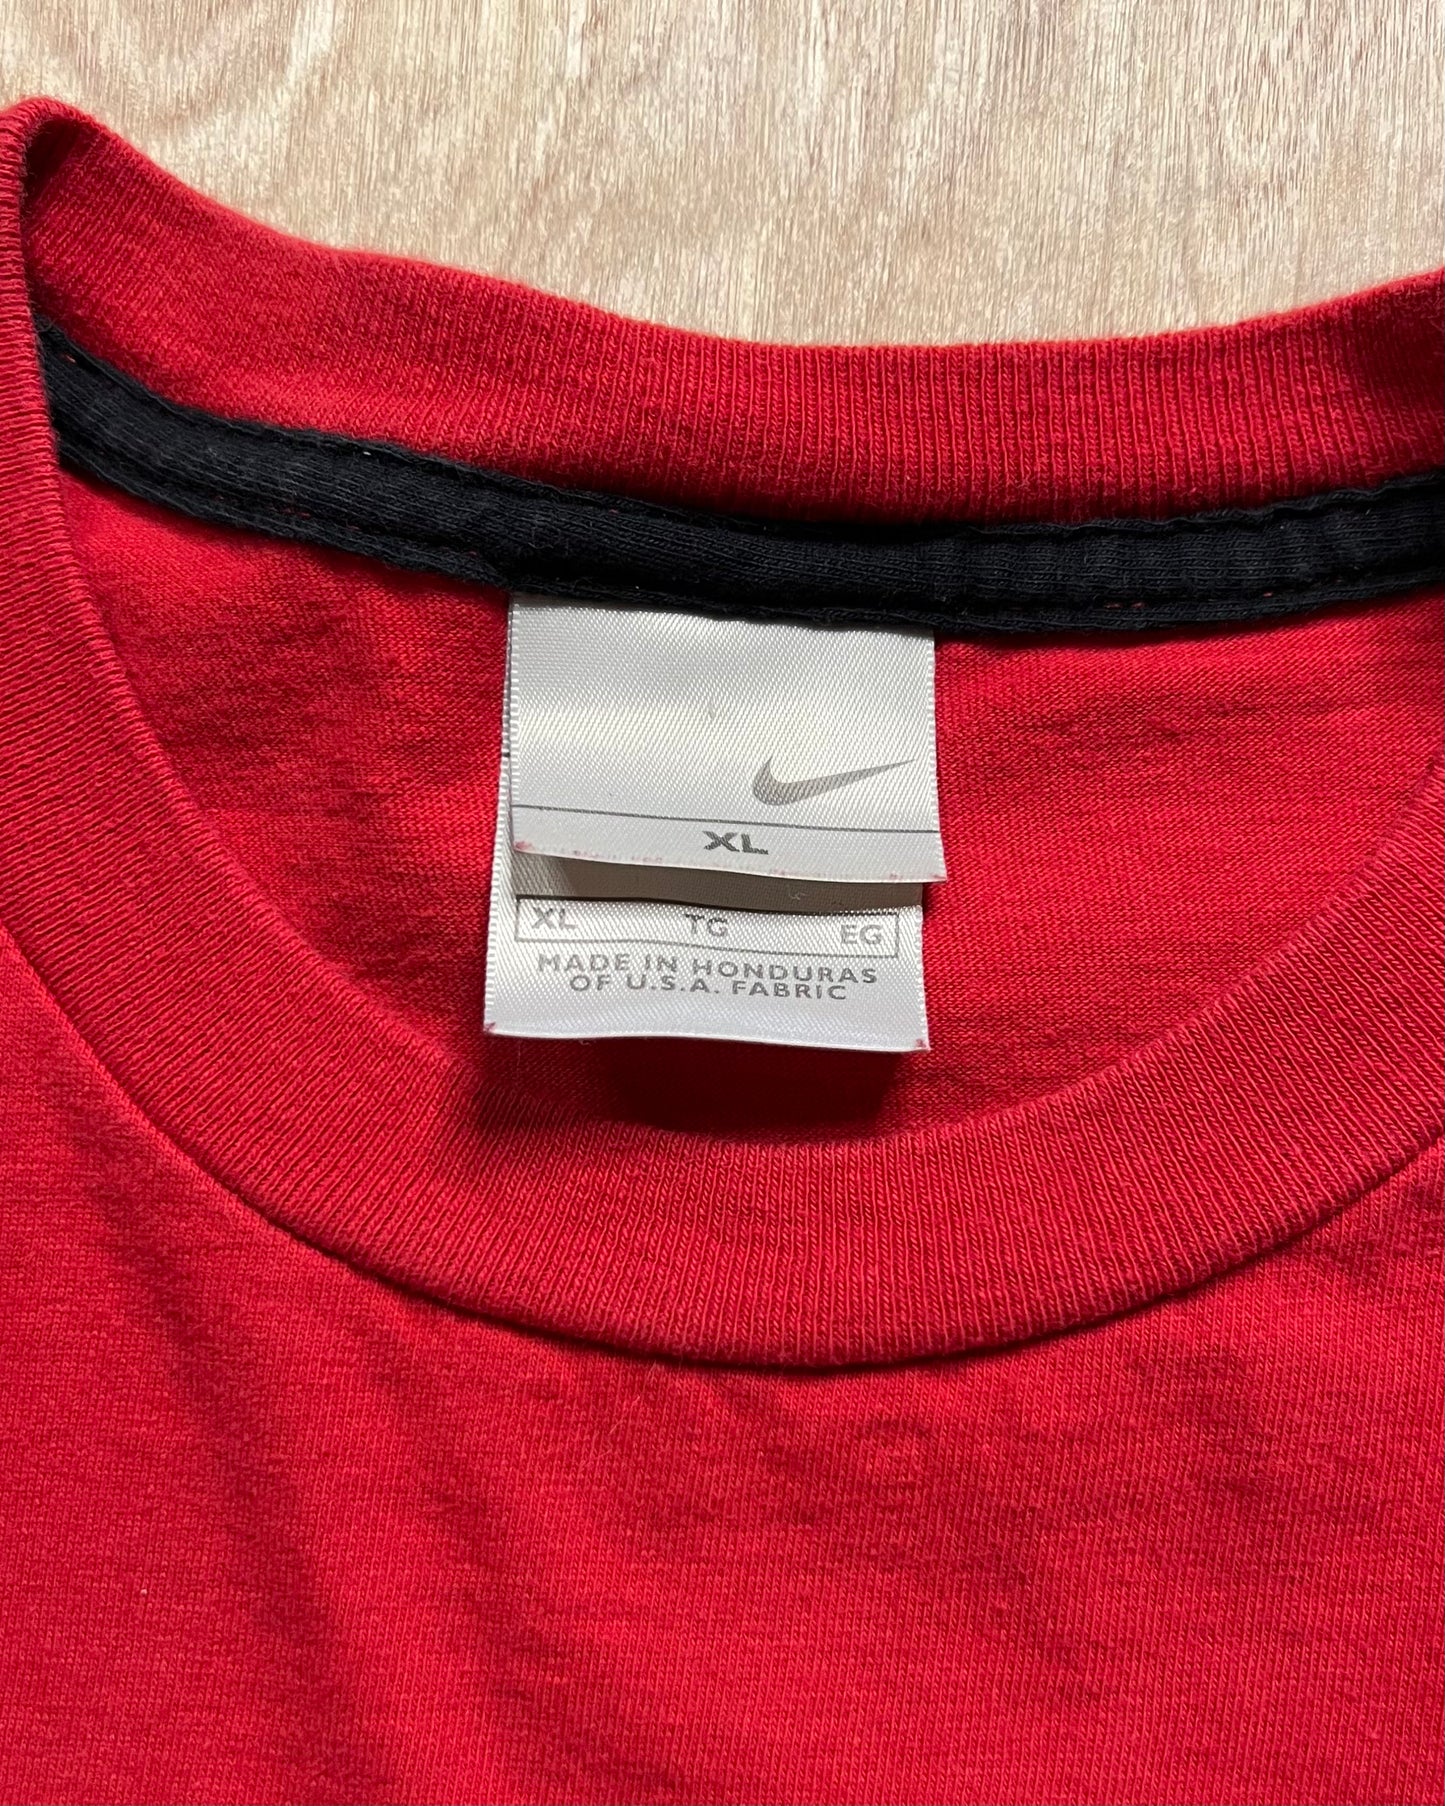 XL
XL TG EG
MADE IN HONDURAS
OF U.S.A. FABRIC